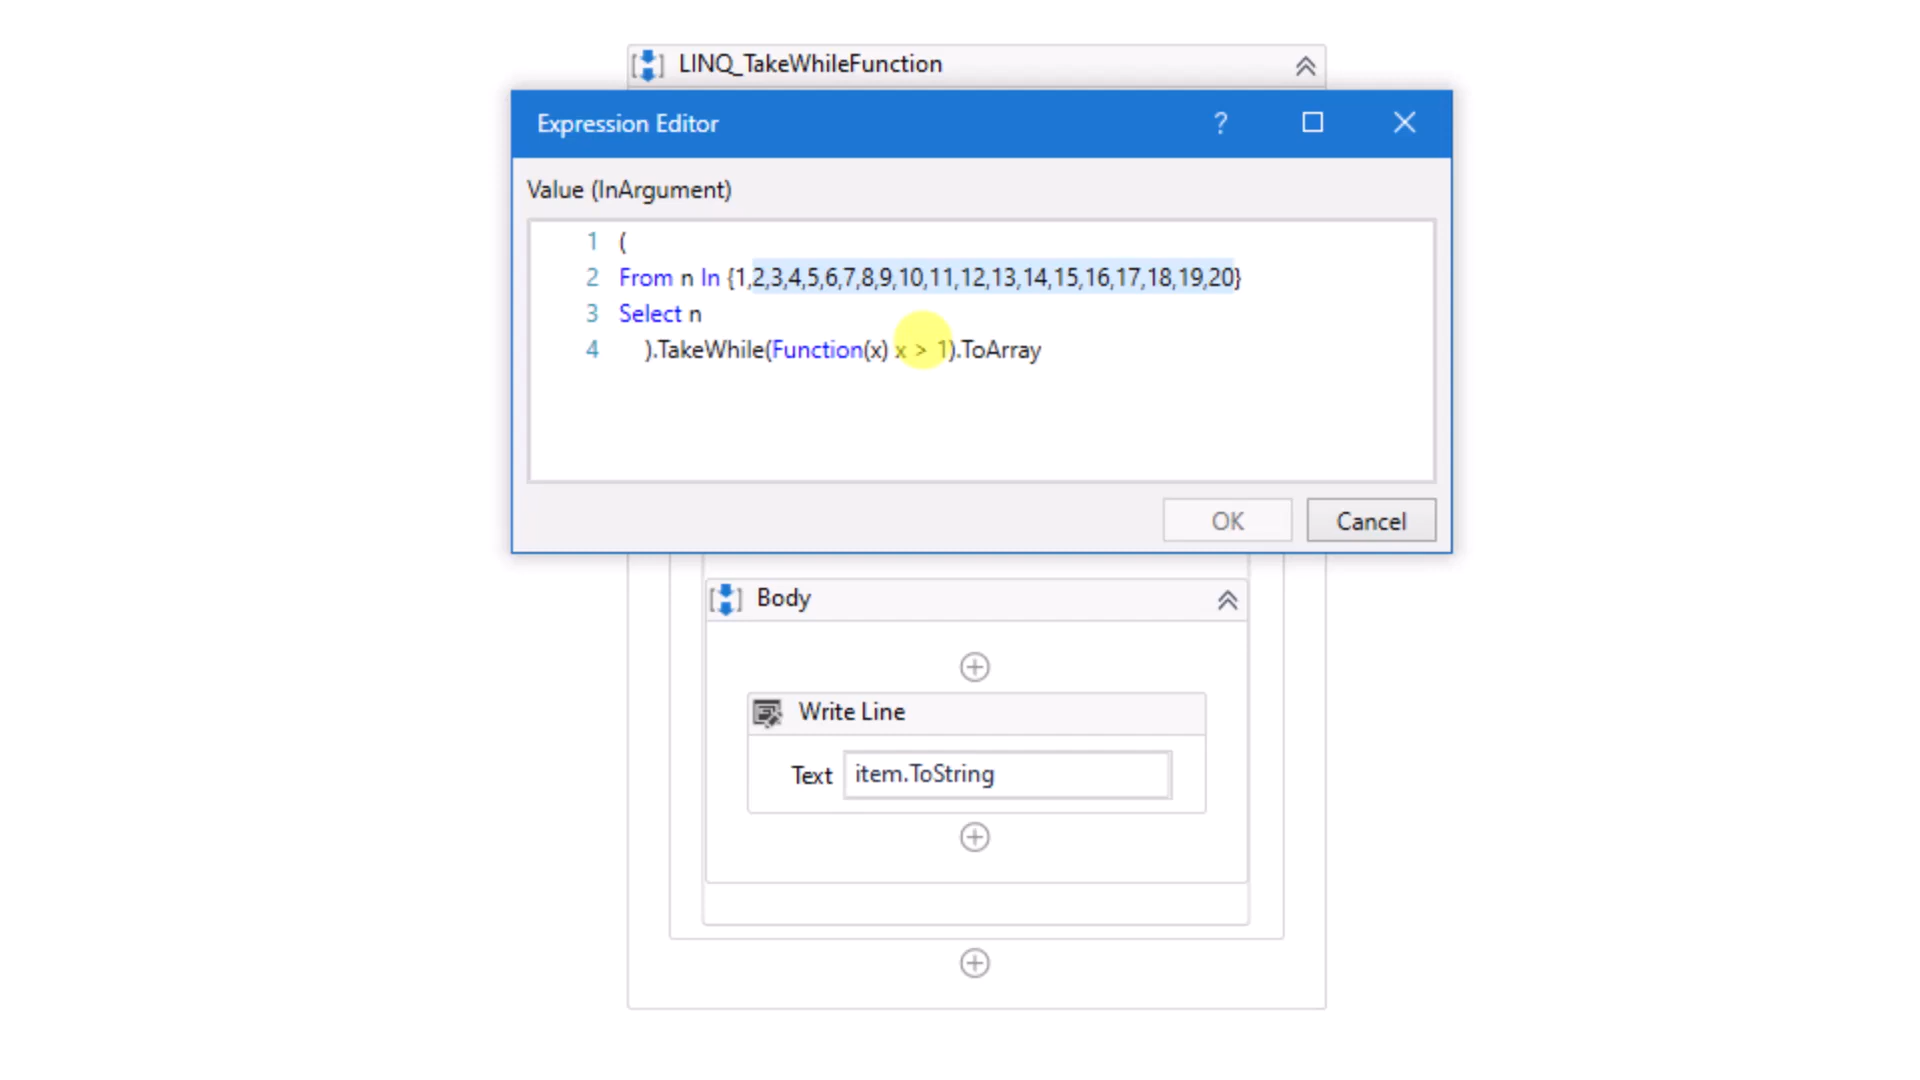 LINQ_TakeWhileFunction
Expression Editor
?
Value (InArgument)
1 (
2 From n In {1,2,3,4,5,6,7,8,9,10,11,12,13,14,15,16,17,18,19,20}
3 Select n
4 ).TakeWhile(Function(x) x > 1).ToArray
OK
Cancel
Body
Write Line
Text
item.ToString